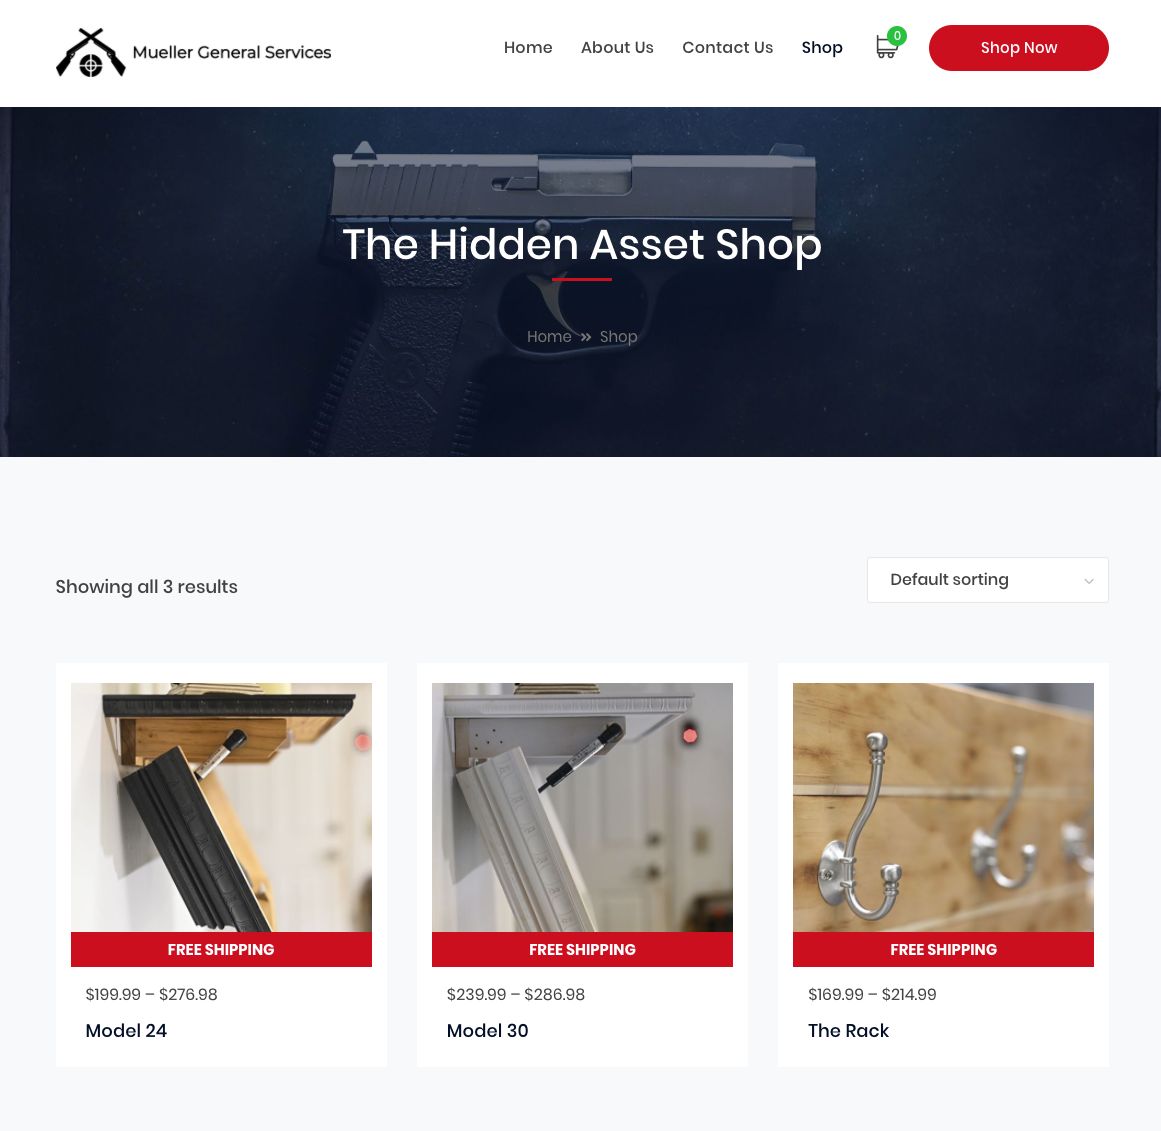 Mueller General Services
Home
About Us
Contact Us
Shop
0
Shop Now
The Hidden Asset Shop
Home » Shop
Showing all 3 results
Default sorting
FREE SHIPPING
$199.99 – $276.98
Model 24
FREE SHIPPING
$239.99 – $286.98
Model 30
FREE SHIPPING
$169.99 – $214.99
The Rack